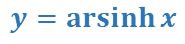 y = arsinh x